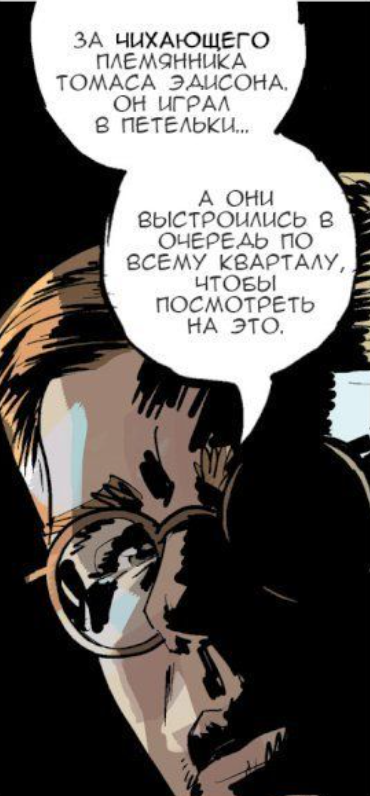 ЗА ЧИХАЮЩЕГО
ПЛЕМЯННИКА
ТОМАСА ЭДИСОНА.
ОН ИГРАЛ
В ПЕТЕЛЬКИ...
А ОНИ
ВЫСТРОИЛИСЬ В
ОЧЕРЕДЬ ПО
ВСЕМУ КВАРТАЛУ,
ЧТОБЫ
ПОСМОТРЕТЬ
НА ЭТО.